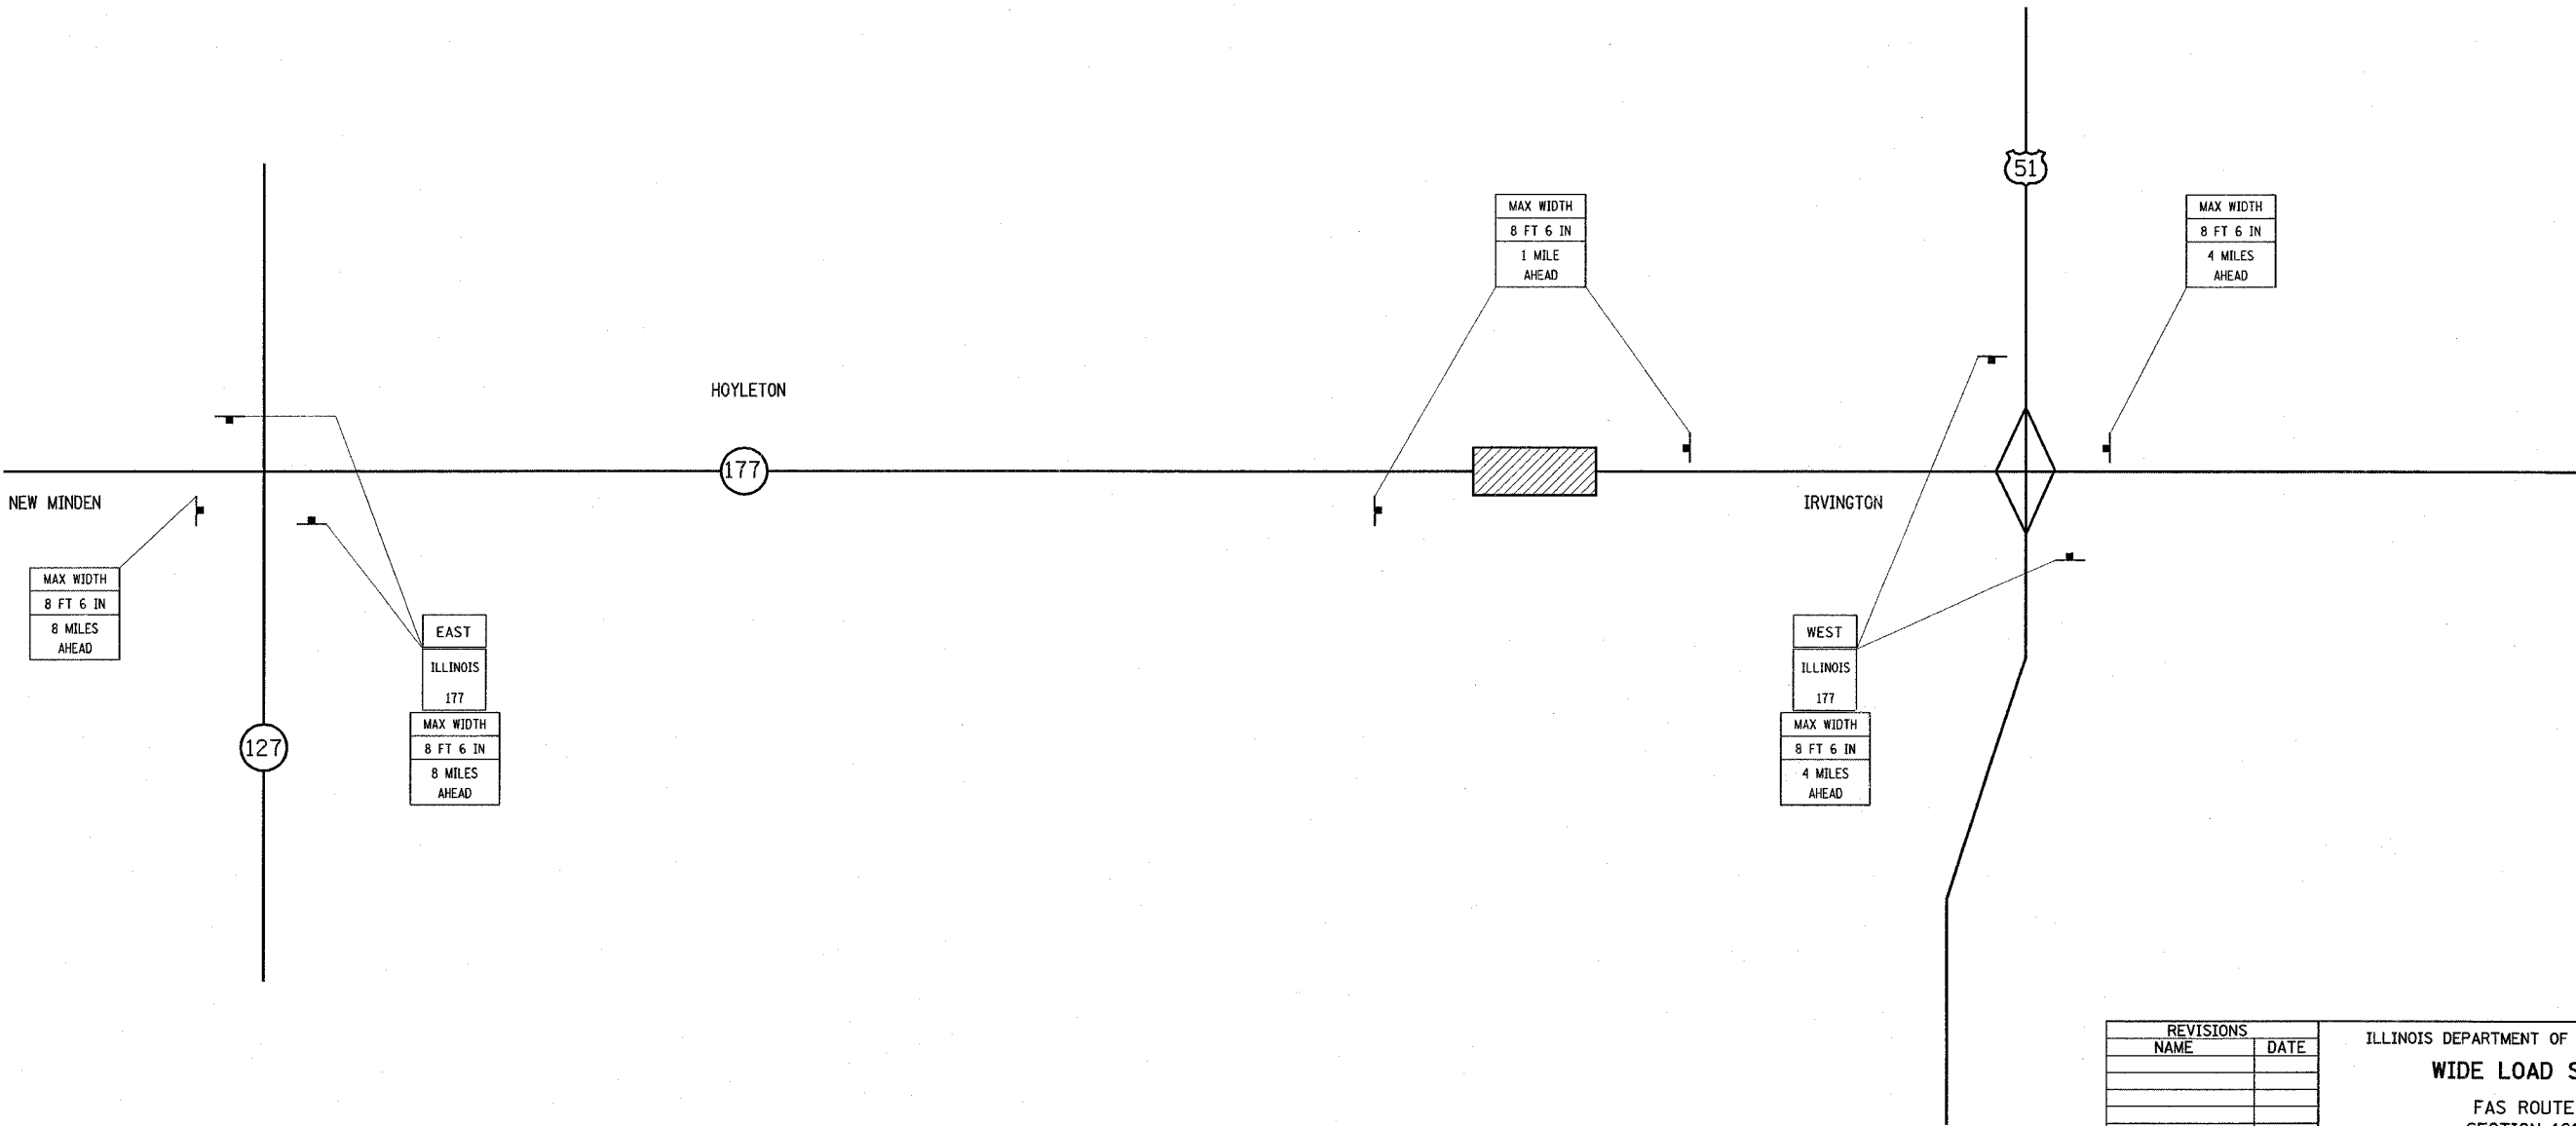 51
MAX WIDTH
8 FT 6 IN
1 MILE
AHEAD
MAX WIDTH
8 FT 6 IN
4 MILES
AHEAD
HOYLETON
177
NEW MINDEN
IRVINGTON
MAX WIDTH
8 FT 6 IN
8 MILES
AHEAD
EAST
ILLINOIS
177
MAX WIDTH
8 FT 6 IN
8 MILES
AHEAD
WEST
ILLINOIS
177
MAX WIDTH
8 FT 6 IN
4 MILES
AHEAD
127
REVISIONS
NAME DATE
ILLINOIS DEPARTMENT OF
WIDE LOAD S
FAS ROUTE